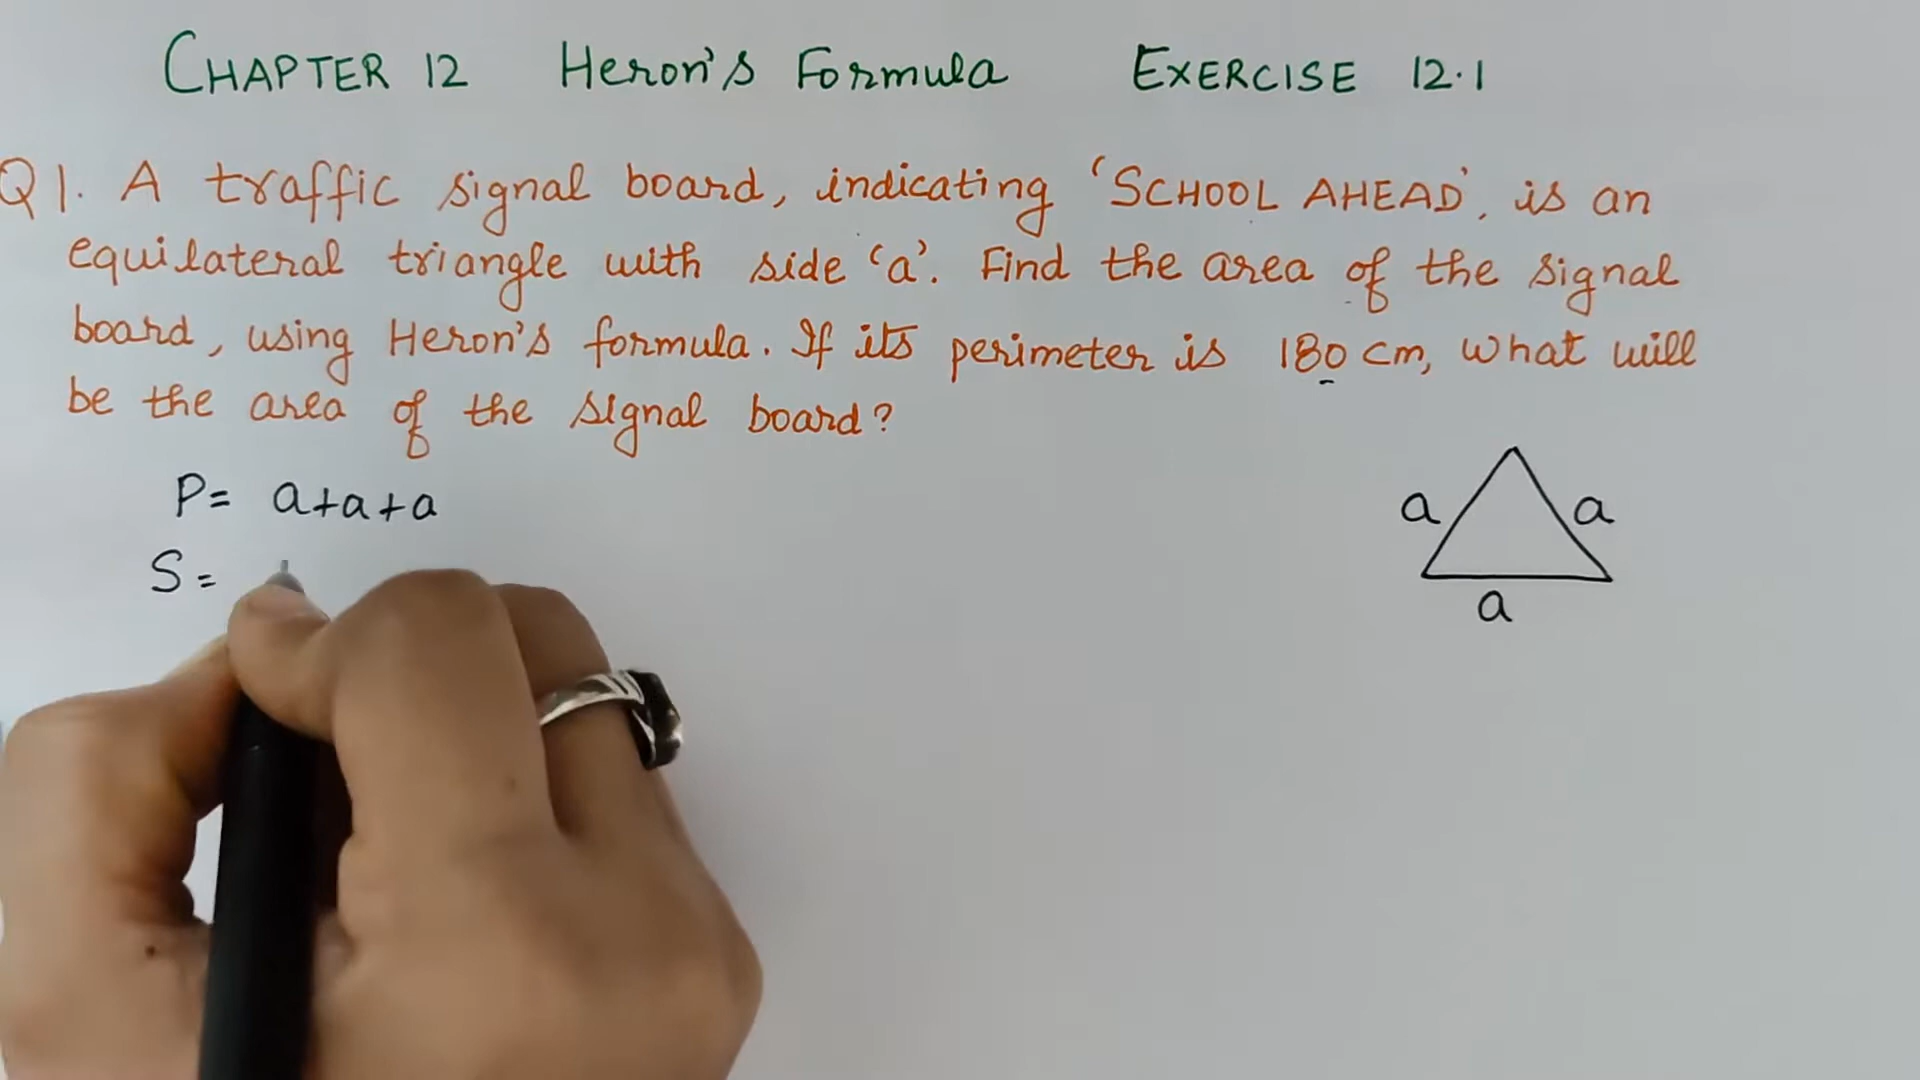 CHAPTER 12 Heron's Formula EXERCISE 12.1
Q1. A traffic signal board, indicating 'SCHOOL AHEAD', is an
equilateral triangle with side 'a'. Find the area of the signal
board, using Heron's formula. If its perimeter is 180 cm, what will
be the area of the signal board?
P= a+a+a
a a
S=
a